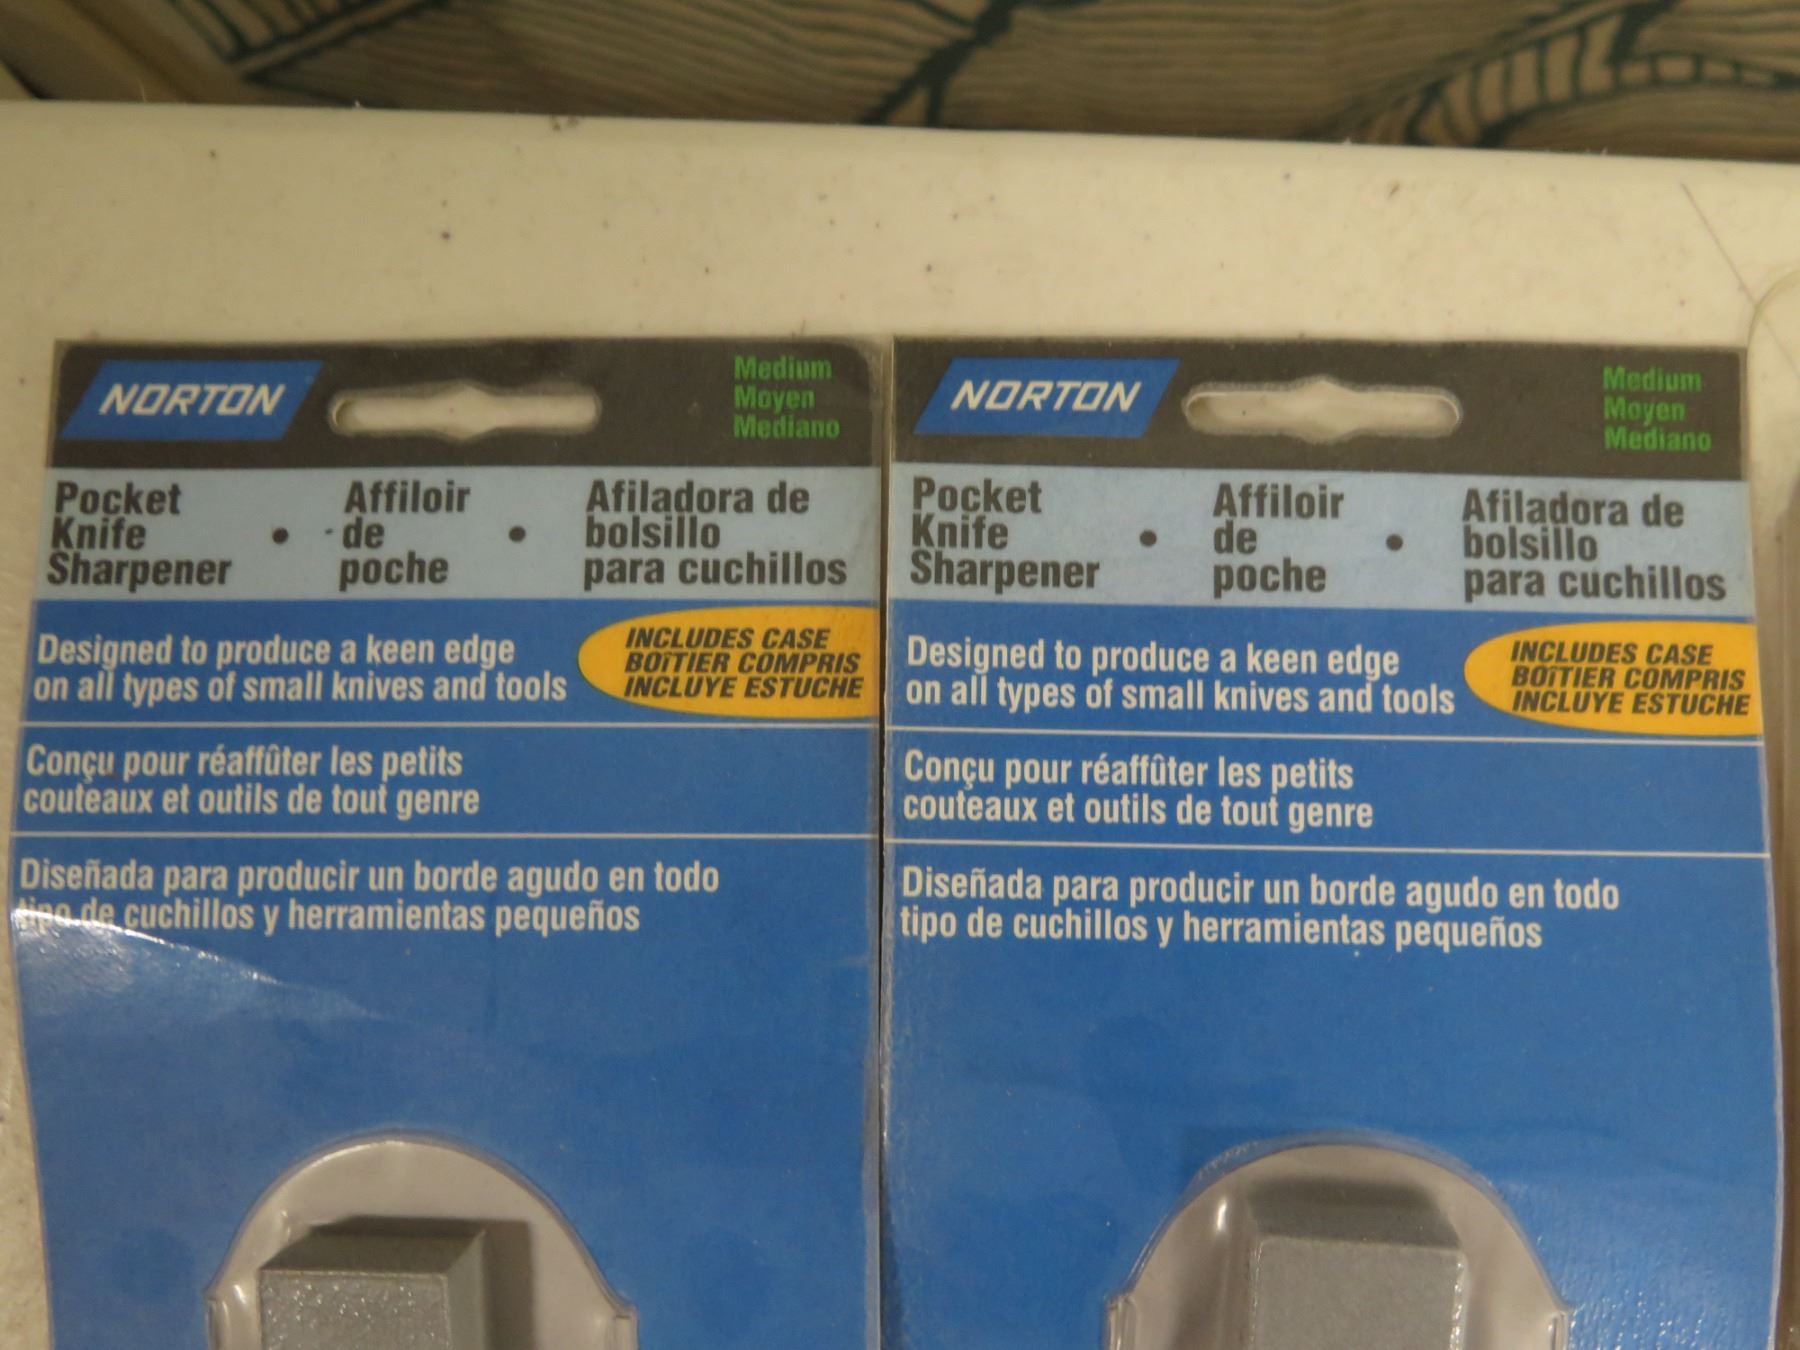 NORTON
Medium
Moyen
Mediano
Pocket
Knife
Sharpener
•
Affiloir
de
poche
•
Afiladora de
bolsillo
para cuchillos
Designed to produce a keen edge
on all types of small knives and tools
INCLUDES CASE
BOÎTIER COMPRIS
INCLUYE ESTUCHE
Conçu pour réaffûter les petits
couteaux et outils de tout genre
Diseñada para producir un borde agudo en todo
tipo de cuchillos y herramientas pequeños
NORTON
Medium
Moyen
Mediano
Pocket
Knife
Sharpener
•
Affiloir
de
poche
•
Afiladora de
bolsillo
para cuchillos
Designed to produce a keen edge
on all types of small knives and tools
INCLUDES CASE
BOÎTIER COMPRIS
INCLUYE ESTUCHE
Conçu pour réaffûter les petits
couteaux et outils de tout genre
Diseñada para producir un borde agudo en todo
tipo de cuchillos y herramientas pequeños